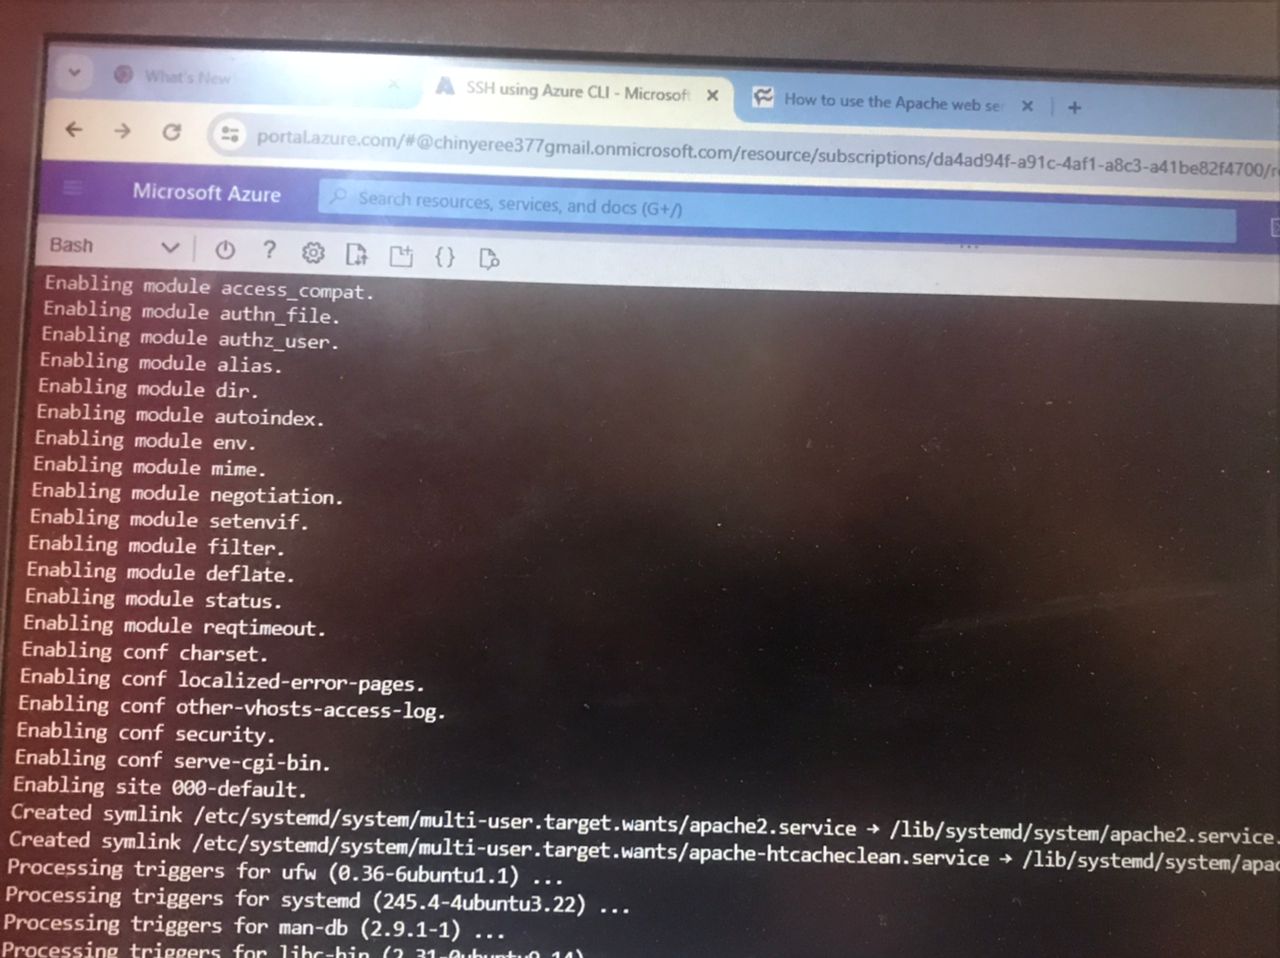 What's New
SSH using Azure CLI - Microsoft
How to use the Apache web se
portal.azure.com/#@chinyeree377gmail.onmicrosoft.com/resource/subscriptions/da4ad94f-a91c-4af1-a8c3-a41be82f4700/r
Microsoft Azure
Search resources, services, and docs (G+/)
Bash
Enabling module access_compat.
Enabling module authn_file.
Enabling module authz_user.
Enabling module alias.
Enabling module dir.
Enabling module autoindex.
Enabling module env.
Enabling module mime.
Enabling module negotiation.
Enabling module setenvif.
Enabling module filter.
Enabling module deflate.
Enabling module status.
Enabling module reqtimeout.
Enabling conf charset.
Enabling conf localized-error-pages.
Enabling conf other-vhosts-access-log.
Enabling conf security.
Enabling conf serve-cgi-bin.
Enabling site 000-default.
Created symlink /etc/systemd/system/multi-user.target.wants/apache2.service → /lib/systemd/system/apache2.service.
Created symlink /etc/systemd/system/multi-user.target.wants/apache-htcacheclean.service → /lib/systemd/system/apac
Processing triggers for ufw (0.36-6ubuntu1.1) ...
Processing triggers for systemd (245.4-4ubuntu3.22) ...
Processing triggers for man-db (2.9.1-1) ...
Processing triggers for libc-bin (2.31-0ubuntu9.14)